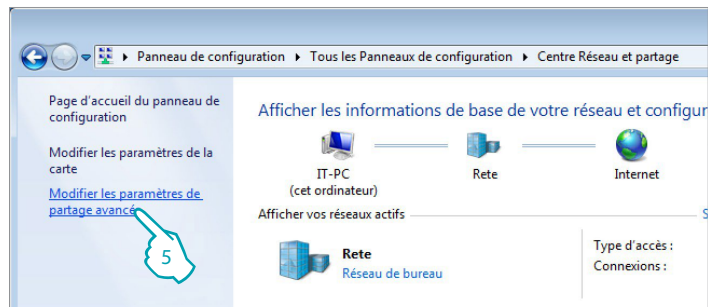 Panneau de configuration ▸ Tous les Panneaux de configuration ▸ Centre Réseau et partage
Page d'accueil du panneau de
configuration
Modifier les paramètres de la
carte
Modifier les paramètres de
partage avancé
5
Afficher les informations de base de votre réseau et configur
IT-PC
(cet ordinateur)
Rete
Internet
Afficher vos réseaux actifs
S
Rete
Réseau de bureau
Type d'accès :
Connexions :